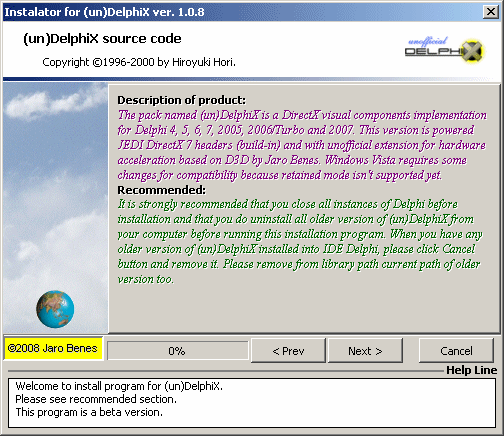 Instalator for (un)DelphiX ver. 1.0.8
(un)DelphiX source code
Copyright ©1996-2000 by Hiroyuki Hori.
unofficial
DELPHIX
Description of product:
The pack named (un)DelphiX is a DirectX visual components implementation
for Delphi 4, 5, 6, 7, 2005, 2006/Turbo and 2007. This version is powered
JEDI DirectX 7 headers (build-in) and with unofficial extension for hardware
acceleration based on D3D by Jaro Benes. Windows Vista requires some
changes for compatibility because retained mode isn't supported yet.
Recommended:
It is strongly recommended that you close all instances of Delphi before
installation and that you do uninstall all older version of (un)DelphiX from
your computer before running this installation program. When you have any
older version of (un)DelphiX installed into IDE Delphi, please click Cancel
button and remove it. Please remove from library path current path of older
version too.
©2008 Jaro Benes
0%
< Prev
Next >
Cancel
Help Line
Welcome to install program for (un)DelphiX.
Please see recommended section.
This program is a beta version.